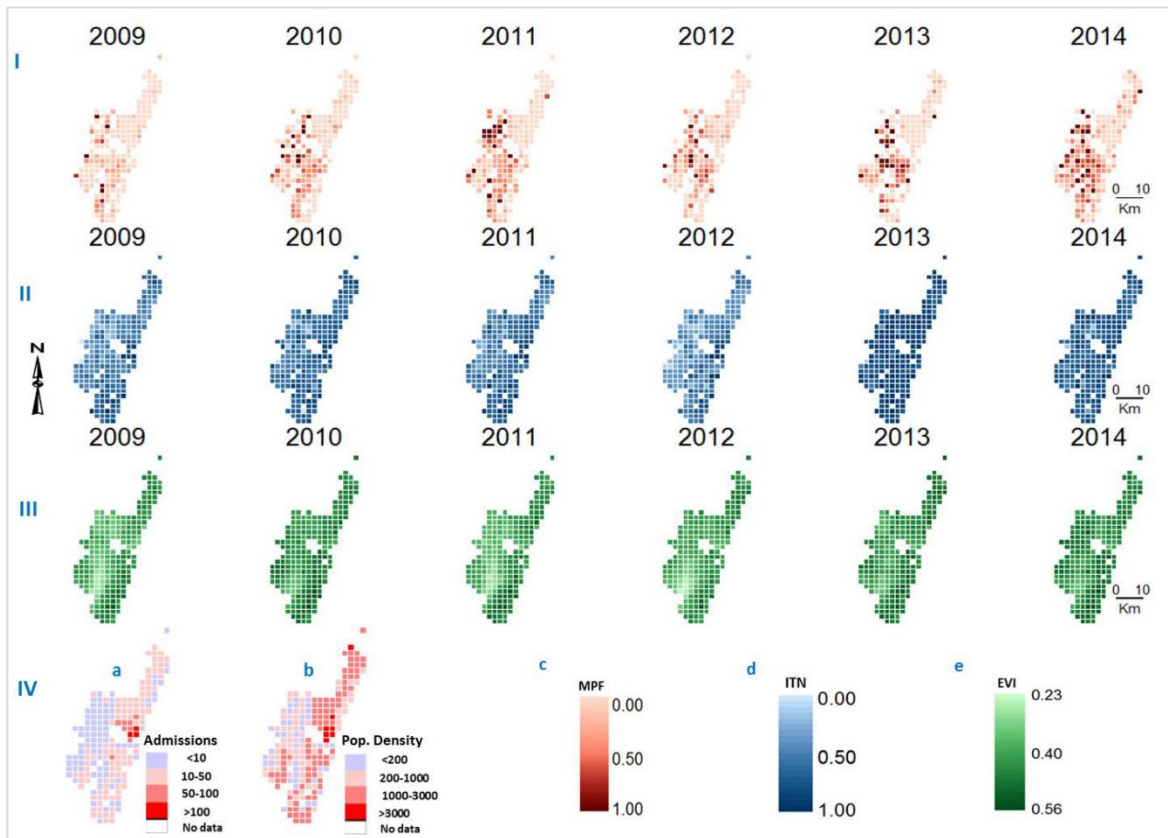 2009 2010 2011 2012 2013 2014
I
0 10
Km
2009 2010 2011 2012 2013 2014
II
N
0 10
Km
2009 2010 2011 2012 2013 2014
III
0 10
Km
IV
a
Admissions
<10
10-50
50-100
>100
No data
b
Pop. Density
<200
200-1000
1000-3000
>3000
No data
c
MPF
0.00
0.50
1.00
d
ITN
0.00
0.50
1.00
e
EVI
0.23
0.40
0.56